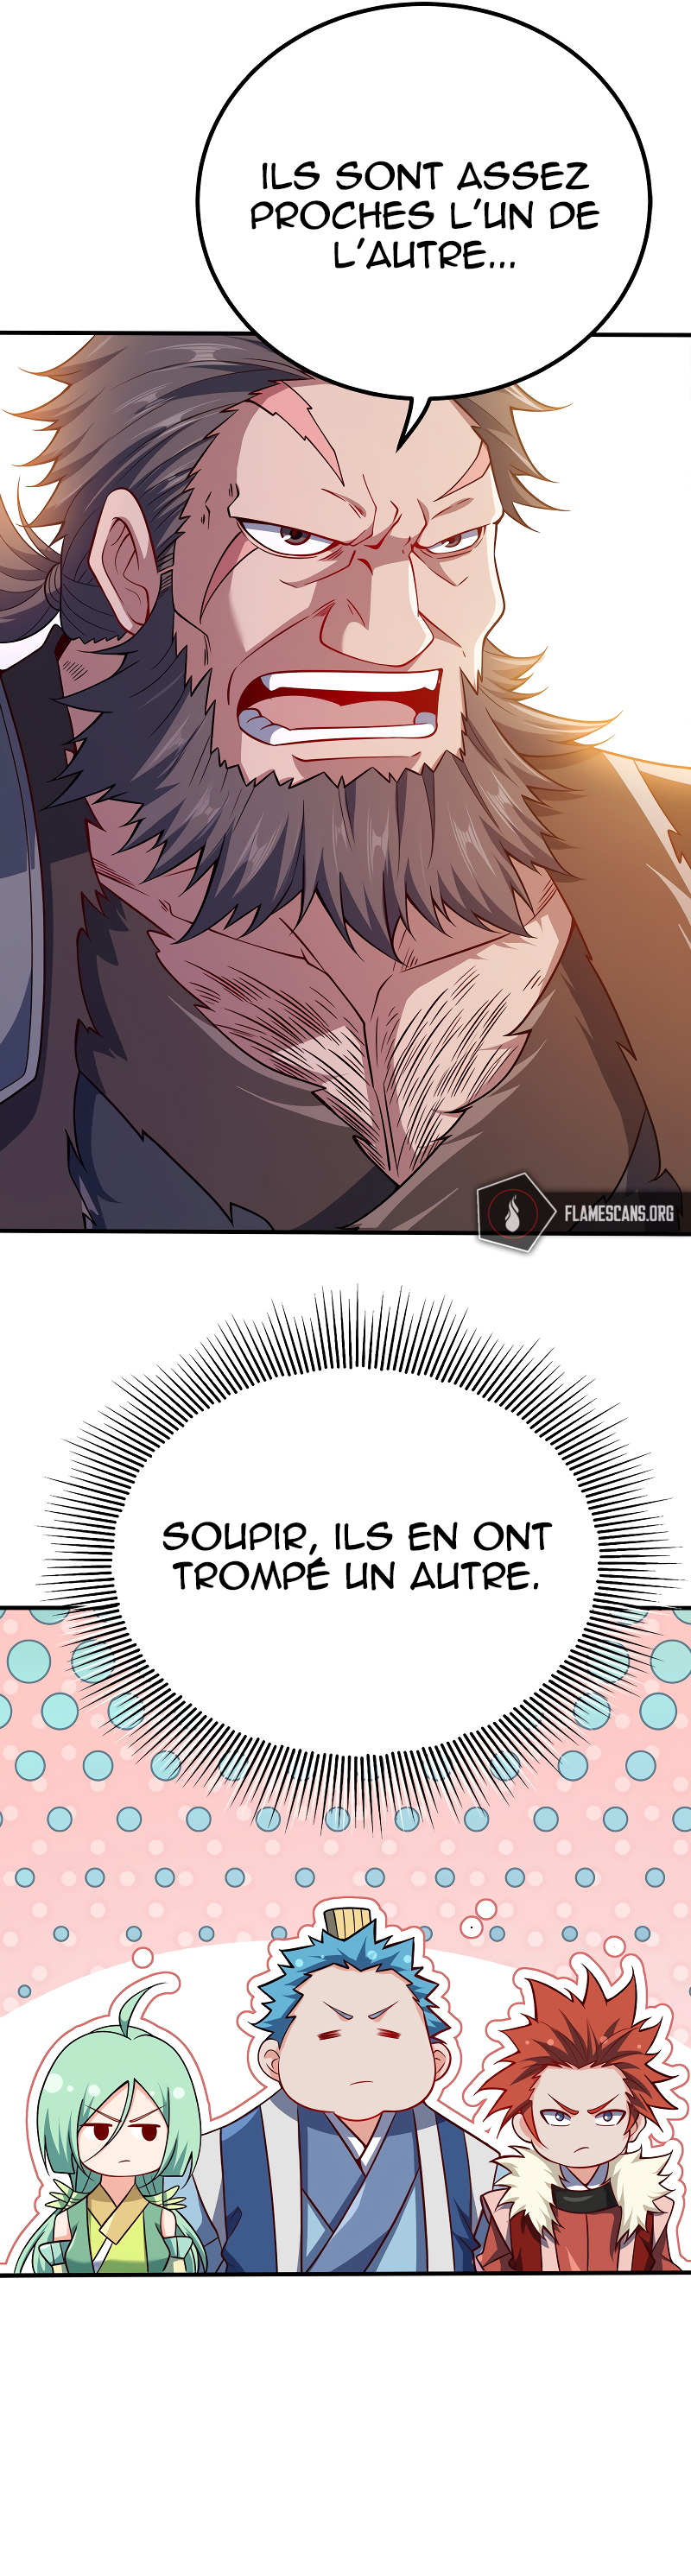 ILS SONT ASSEZ
PROCHES L'UN DE
L'AUTRE...
FLAMESCANS.ORG
SOUPIR, ILS EN ONT
TROMPÉ UN AUTRE.